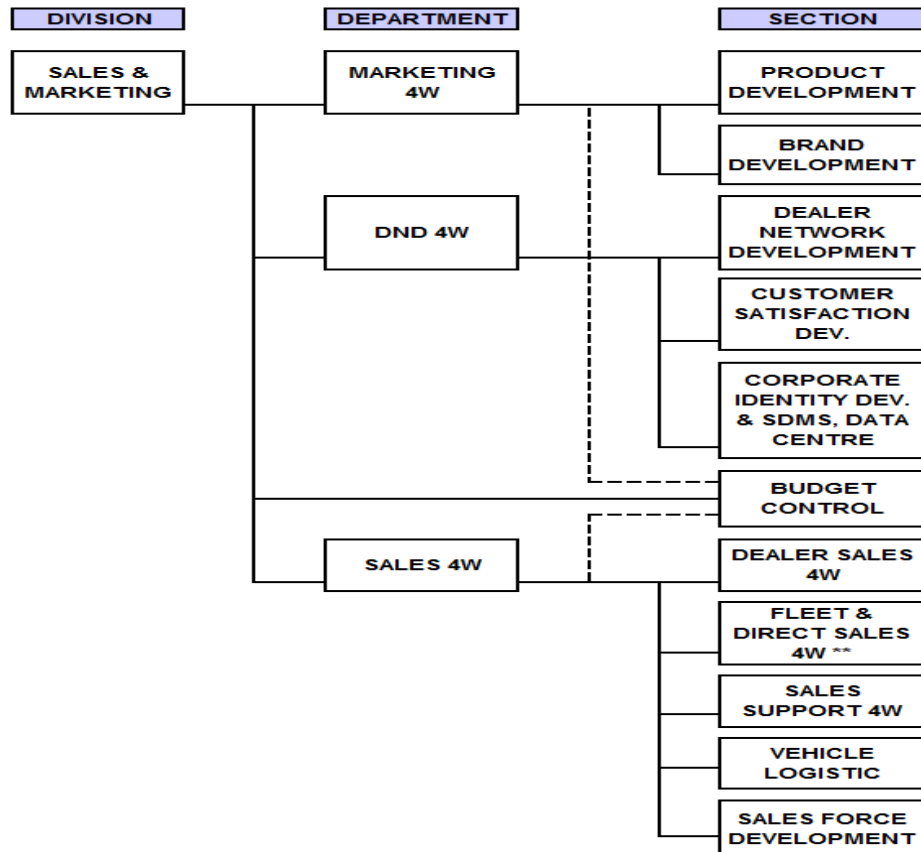 DIVISION
DEPARTMENT
SECTION
SALES &
MARKETING
MARKETING
4W
PRODUCT
DEVELOPMENT
BRAND
DEVELOPMENT
DND 4W
DEALER
NETWORK
DEVELOPMENT
CUSTOMER
SATISFACTION
DEV.
CORPORATE
IDENTITY DEV.
& SDMS, DATA
CENTRE
BUDGET
CONTROL
SALES 4W
DEALER SALES
4W
FLEET &
DIRECT SALES
4W **
SALES
SUPPORT 4W
VEHICLE
LOGISTIC
SALES FORCE
DEVELOPMENT